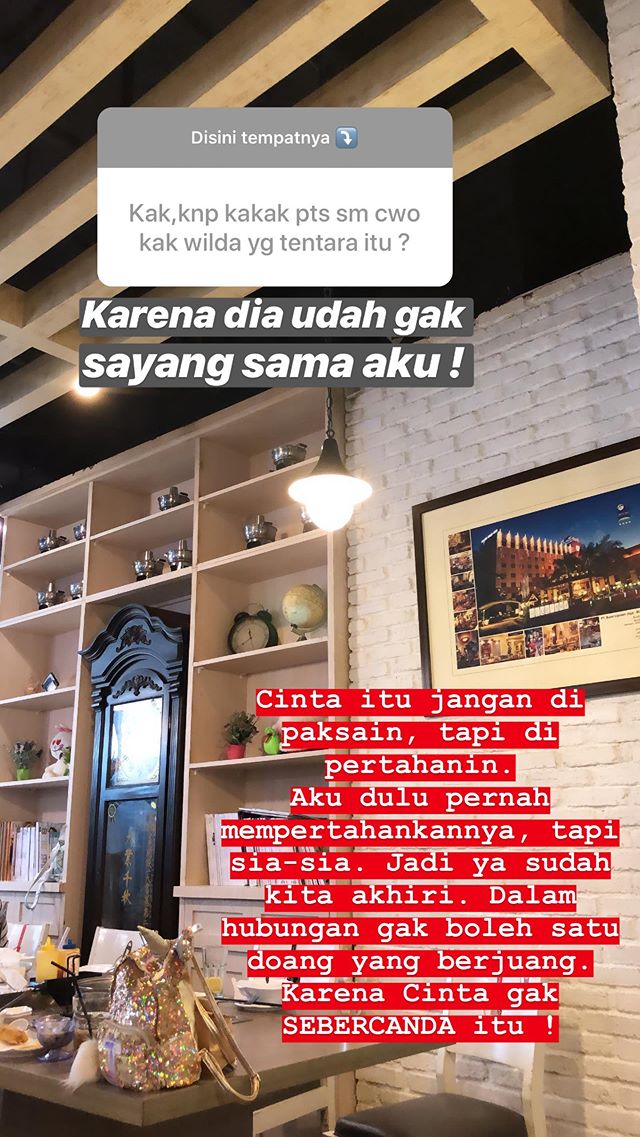 Disini tempatnya ⤵️
Kak,knp kakak pts sm cwo
kak wilda yg tentara itu ?
Karena dia udah gak
sayang sama aku !
Cinta itu jangan di
paksain, tapi di
pertahanin.
Aku dulu pernah
mempertahankannya, tapi
sia-sia. Jadi ya sudah
kita akhiri. Dalam
hubungan gak boleh satu
doang yang berjuang.
Karena Cinta gak
SEBERCANDA itu !